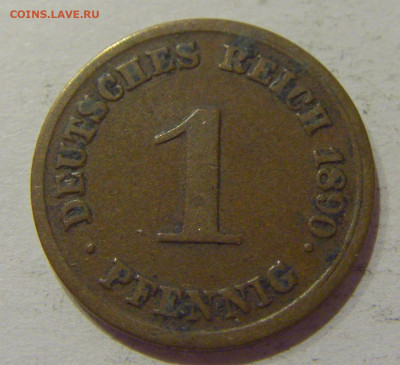 COINS.LAVE.RU
· DEUTSCHES REICH 1890 ·
1
PFENNIG